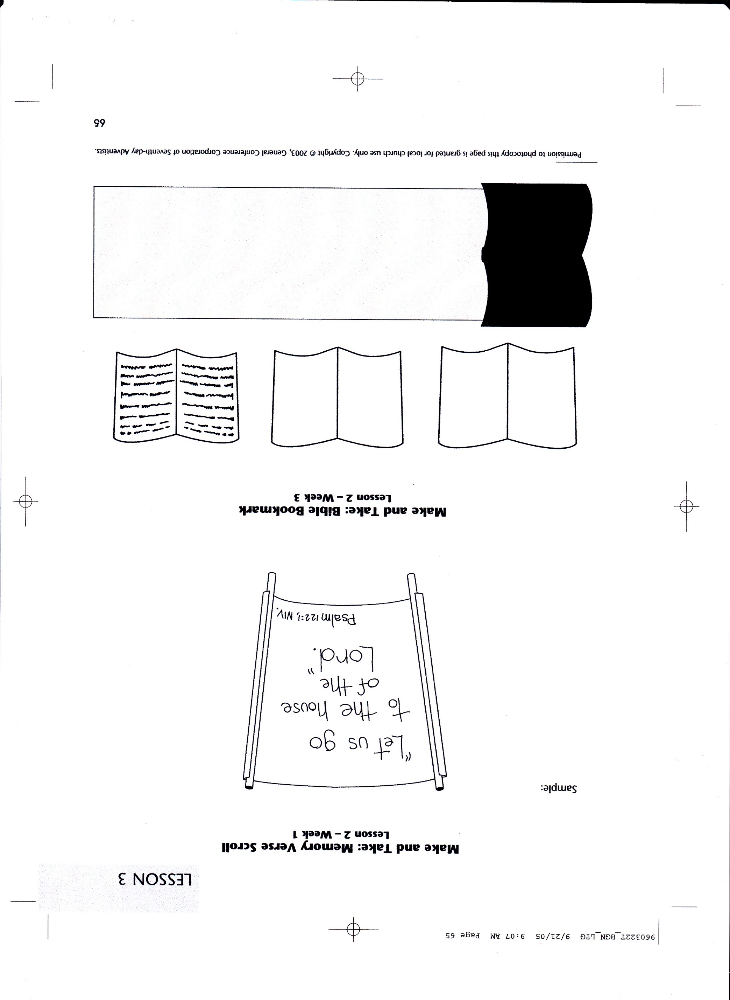 960322T_BGN_LTG 9/21/05 9:07 AM Page 65
LESSON 3
Make and Take: Memory Verse Scroll
Lesson 2 – Week 1
Sample:
“Let us go
to the house
of the
Lord.”
Psalm 122:1, NIV.
Make and Take: Bible Bookmark
Lesson 2 – Week 3
Permission to photocopy this page is granted for local church use only. Copyright © 2003, General Conference Corporation of Seventh-day Adventists.
65